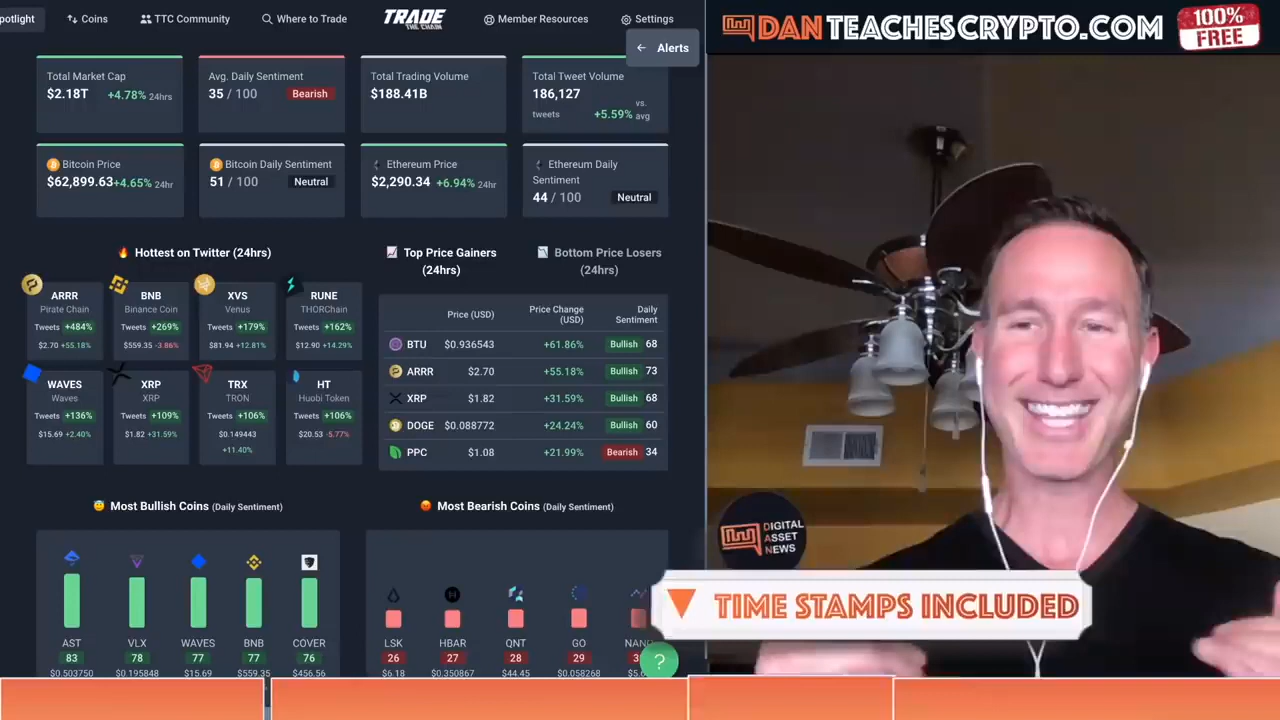 potlight
Coins
TTC Community
Where to Trade
TRADE
THE CHAIN
Member Resources
Settings
Alerts
DANTEACHESCRYPTO.COM
100%
FREE
Total Market Cap
$2.18T +4.78% 24hrs
Avg. Daily Sentiment
35 / 100 Bearish
Total Trading Volume
$188.41B
Total Tweet Volume
186,127
tweets +5.59% vs. avg
Bitcoin Price
$62,899.63 +4.65% 24hr
Bitcoin Daily Sentiment
51 / 100 Neutral
Ethereum Price
$2,290.34 +6.94% 24hr
Ethereum Daily
Sentiment
44 / 100 Neutral
Hottest on Twitter (24hrs)
ARRR
Pirate Chain
Tweets +484%
$2.70 +55.18%
BNB
Binance Coin
Tweets +269%
$559.35 -3.86%
XVS
Venus
Tweets +179%
$81.94 +12.81%
RUNE
THORChain
Tweets +162%
$12.90 +14.29%
WAVES
Waves
Tweets +136%
$15.69 +2.40%
XRP
XRP
Tweets +109%
$1.82 +31.59%
TRX
TRON
Tweets +106%
$0.149443
+11.40%
HT
Huobi Token
Tweets +106%
$20.53 -5.77%
Top Price Gainers
(24hrs)
Bottom Price Losers
(24hrs)
Price (USD) Price Change (USD) Daily Sentiment
BTU $0.936543 +61.86% Bullish 68
ARRR $2.70 +55.18% Bullish 73
XRP $1.82 +31.59% Bullish 68
DOGE $0.088772 +24.24% Bullish 60
PPC $1.08 +21.99% Bearish 34
Most Bullish Coins (Daily Sentiment)
AST VLX WAVES BNB COVER
83 78 77 77 76
$0.503750 $0.195848 $15.69 $559.35 $456.56
Most Bearish Coins (Daily Sentiment)
LSK HBAR QNT GO NANO
26 27 28 29
$6.18 $0.350867 $44.45 $0.058268
?
DIGITAL
ASSET
NEWS
TIME STAMPS INCLUDED